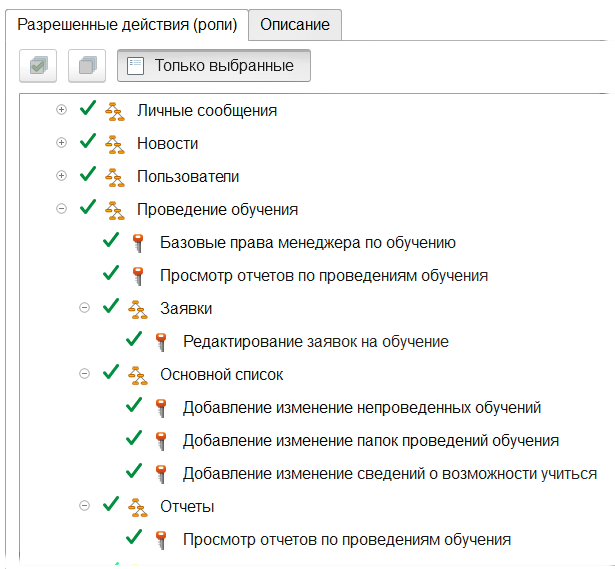 Разрешенные действия (роли) Описание
Только выбранные
Личные сообщения
Новости
Пользователи
Проведение обучения
Базовые права менеджера по обучению
Просмотр отчетов по проведениям обучения
Заявки
Редактирование заявок на обучение
Основной список
Добавление изменение непроведенных обучений
Добавление изменение папок проведений обучения
Добавление изменение сведений о возможности учиться
Отчеты
Просмотр отчетов по проведениям обучения